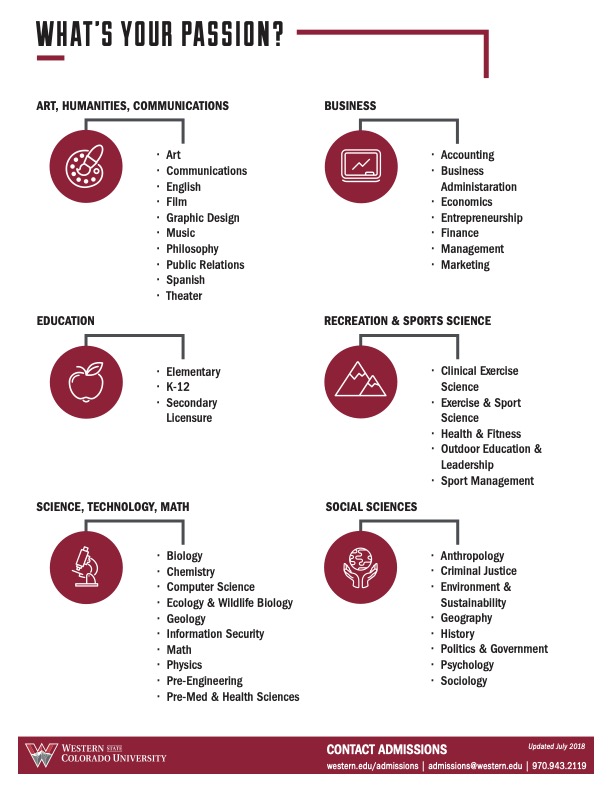 WHAT'S YOUR PASSION?
ART, HUMANITIES, COMMUNICATIONS
· Art
· Communications
· English
· Film
· Graphic Design
· Music
· Philosophy
· Public Relations
· Spanish
· Theater
BUSINESS
· Accounting
· Business
Administaration
· Economics
· Entrepreneurship
· Finance
· Management
· Marketing
EDUCATION
· Elementary
· K-12
· Secondary
Licensure
RECREATION & SPORTS SCIENCE
· Clinical Exercise
Science
· Exercise & Sport
Science
· Health & Fitness
· Outdoor Education &
Leadership
· Sport Management
SCIENCE, TECHNOLOGY, MATH
· Biology
· Chemistry
· Computer Science
· Ecology & Wildlife Biology
· Geology
· Information Security
· Math
· Physics
· Pre-Engineering
· Pre-Med & Health Sciences
SOCIAL SCIENCES
· Anthropology
· Criminal Justice
· Environment &
Sustainability
· Geography
· History
· Politics & Government
· Psychology
· Sociology
WESTERN STATE
COLORADO UNIVERSITY
CONTACT ADMISSIONS
Updated July 2018
western.edu/admissions | admissions@western.edu | 970.943.2119